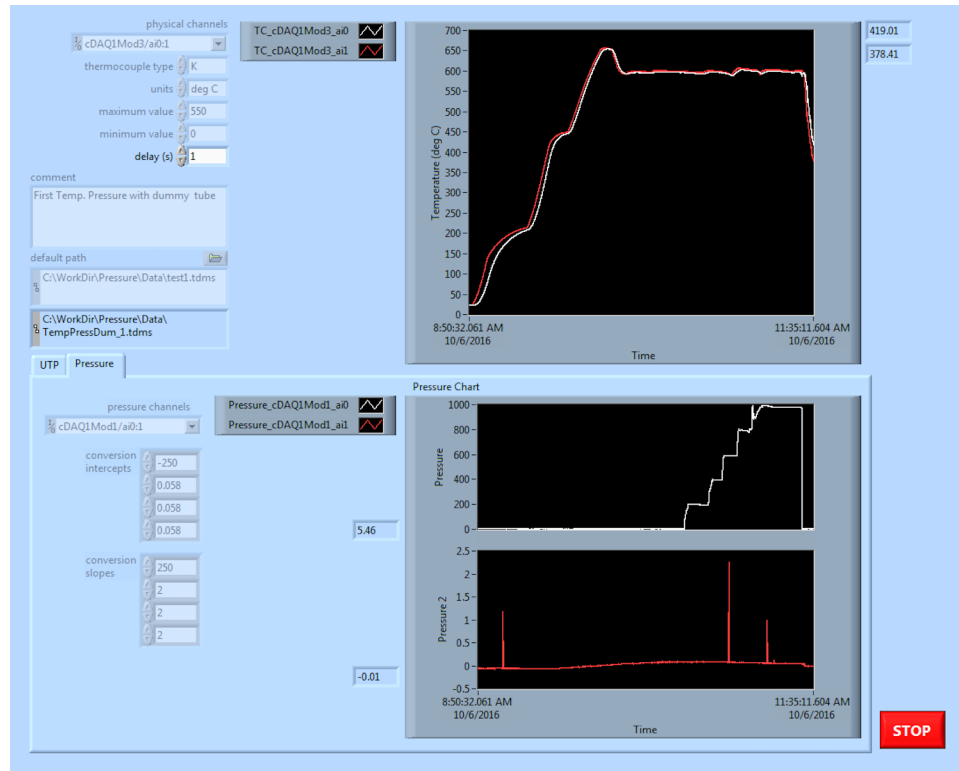 physical channels
cDAQ1Mod3/ai0:1
thermocouple type K
units deg C
maximum value 550
minimum value 0
delay (s) 1
comment
First Temp. Pressure with dummy tube
default path
C:\WorkDir\Pressure\Data\test1.tdms
C:\WorkDir\Pressure\Data\
TempPressDum_1.tdms
TC_cDAQ1Mod3_ai0
TC_cDAQ1Mod3_ai1
419.01
378.41
Temperature (deg C)
700
650
600
550
500
450
400
350
300
250
200
150
100
50
0
8:50:32.061 AM
10/6/2016
11:35:11.604 AM
10/6/2016
Time
UTP Pressure
Pressure Chart
pressure channels
cDAQ1Mod1/ai0:1
conversion
intercepts
-250
0.058
0.058
0.058
conversion
slopes
250
2
2
2
Pressure_cDAQ1Mod1_ai0
Pressure_cDAQ1Mod1_ai1
5.46
-0.01
Pressure
1000
800
600
400
200
0
Pressure 2
2.5
2
1.5
1
0.5
0
-0.5
8:50:32.061 AM
10/6/2016
11:35:11.604 AM
10/6/2016
Time
STOP